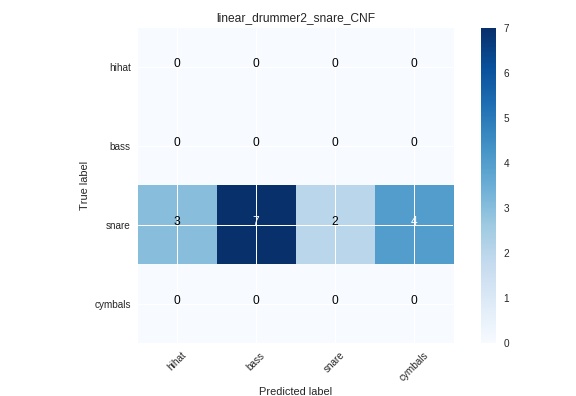 linear_drummer2_snare_CNF
True label
hihat 0 0 0 0
bass 0 0 0 0
snare 3 7 2 4
cymbals 0 0 0 0
hihat bass snare cymbals
Predicted label
7
6
5
4
3
2
1
0